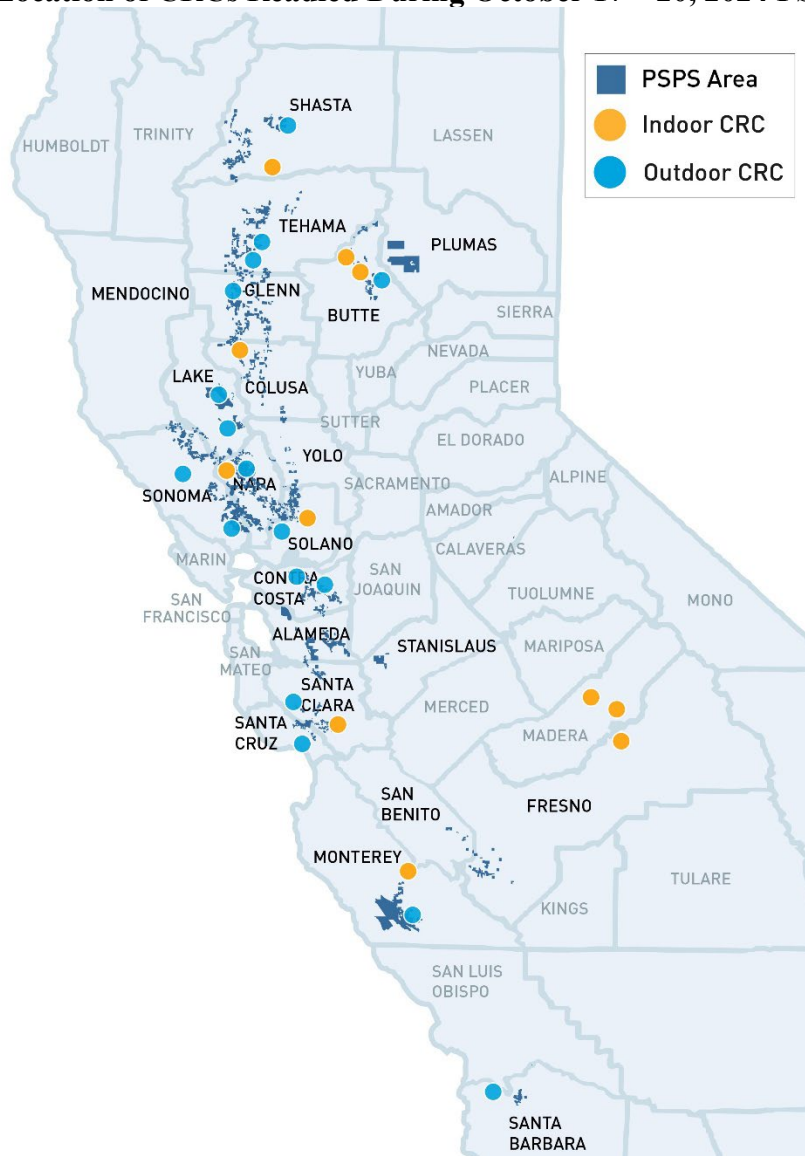 PSPS Area
Indoor CRC
Outdoor CRC
SHASTA
HUMBOLDT
TRINITY
LASSEN
TEHAMA
PLUMAS
MENDOCINO
GLENN
BUTTE
SIERRA
NEVADA
YUBA
LAKE
COLUSA
PLACER
SUTTER
EL DORADO
YOLO
SACRAMENTO
ALPINE
NAPA
SONOMA
AMADOR
SOLANO
CALAVERAS
MARIN
CONTRA
COSTA
SAN
JOAQUIN
TUOLUMNE
MONO
SAN
FRANCISCO
ALAMEDA
STANISLAUS
MARIPOSA
SAN
MATEO
SANTA
CLARA
MERCED
SANTA
CRUZ
MADERA
SAN
BENITO
FRESNO
MONTEREY
TULARE
KINGS
SAN LUIS
OBISPO
SANTA
BARBARA